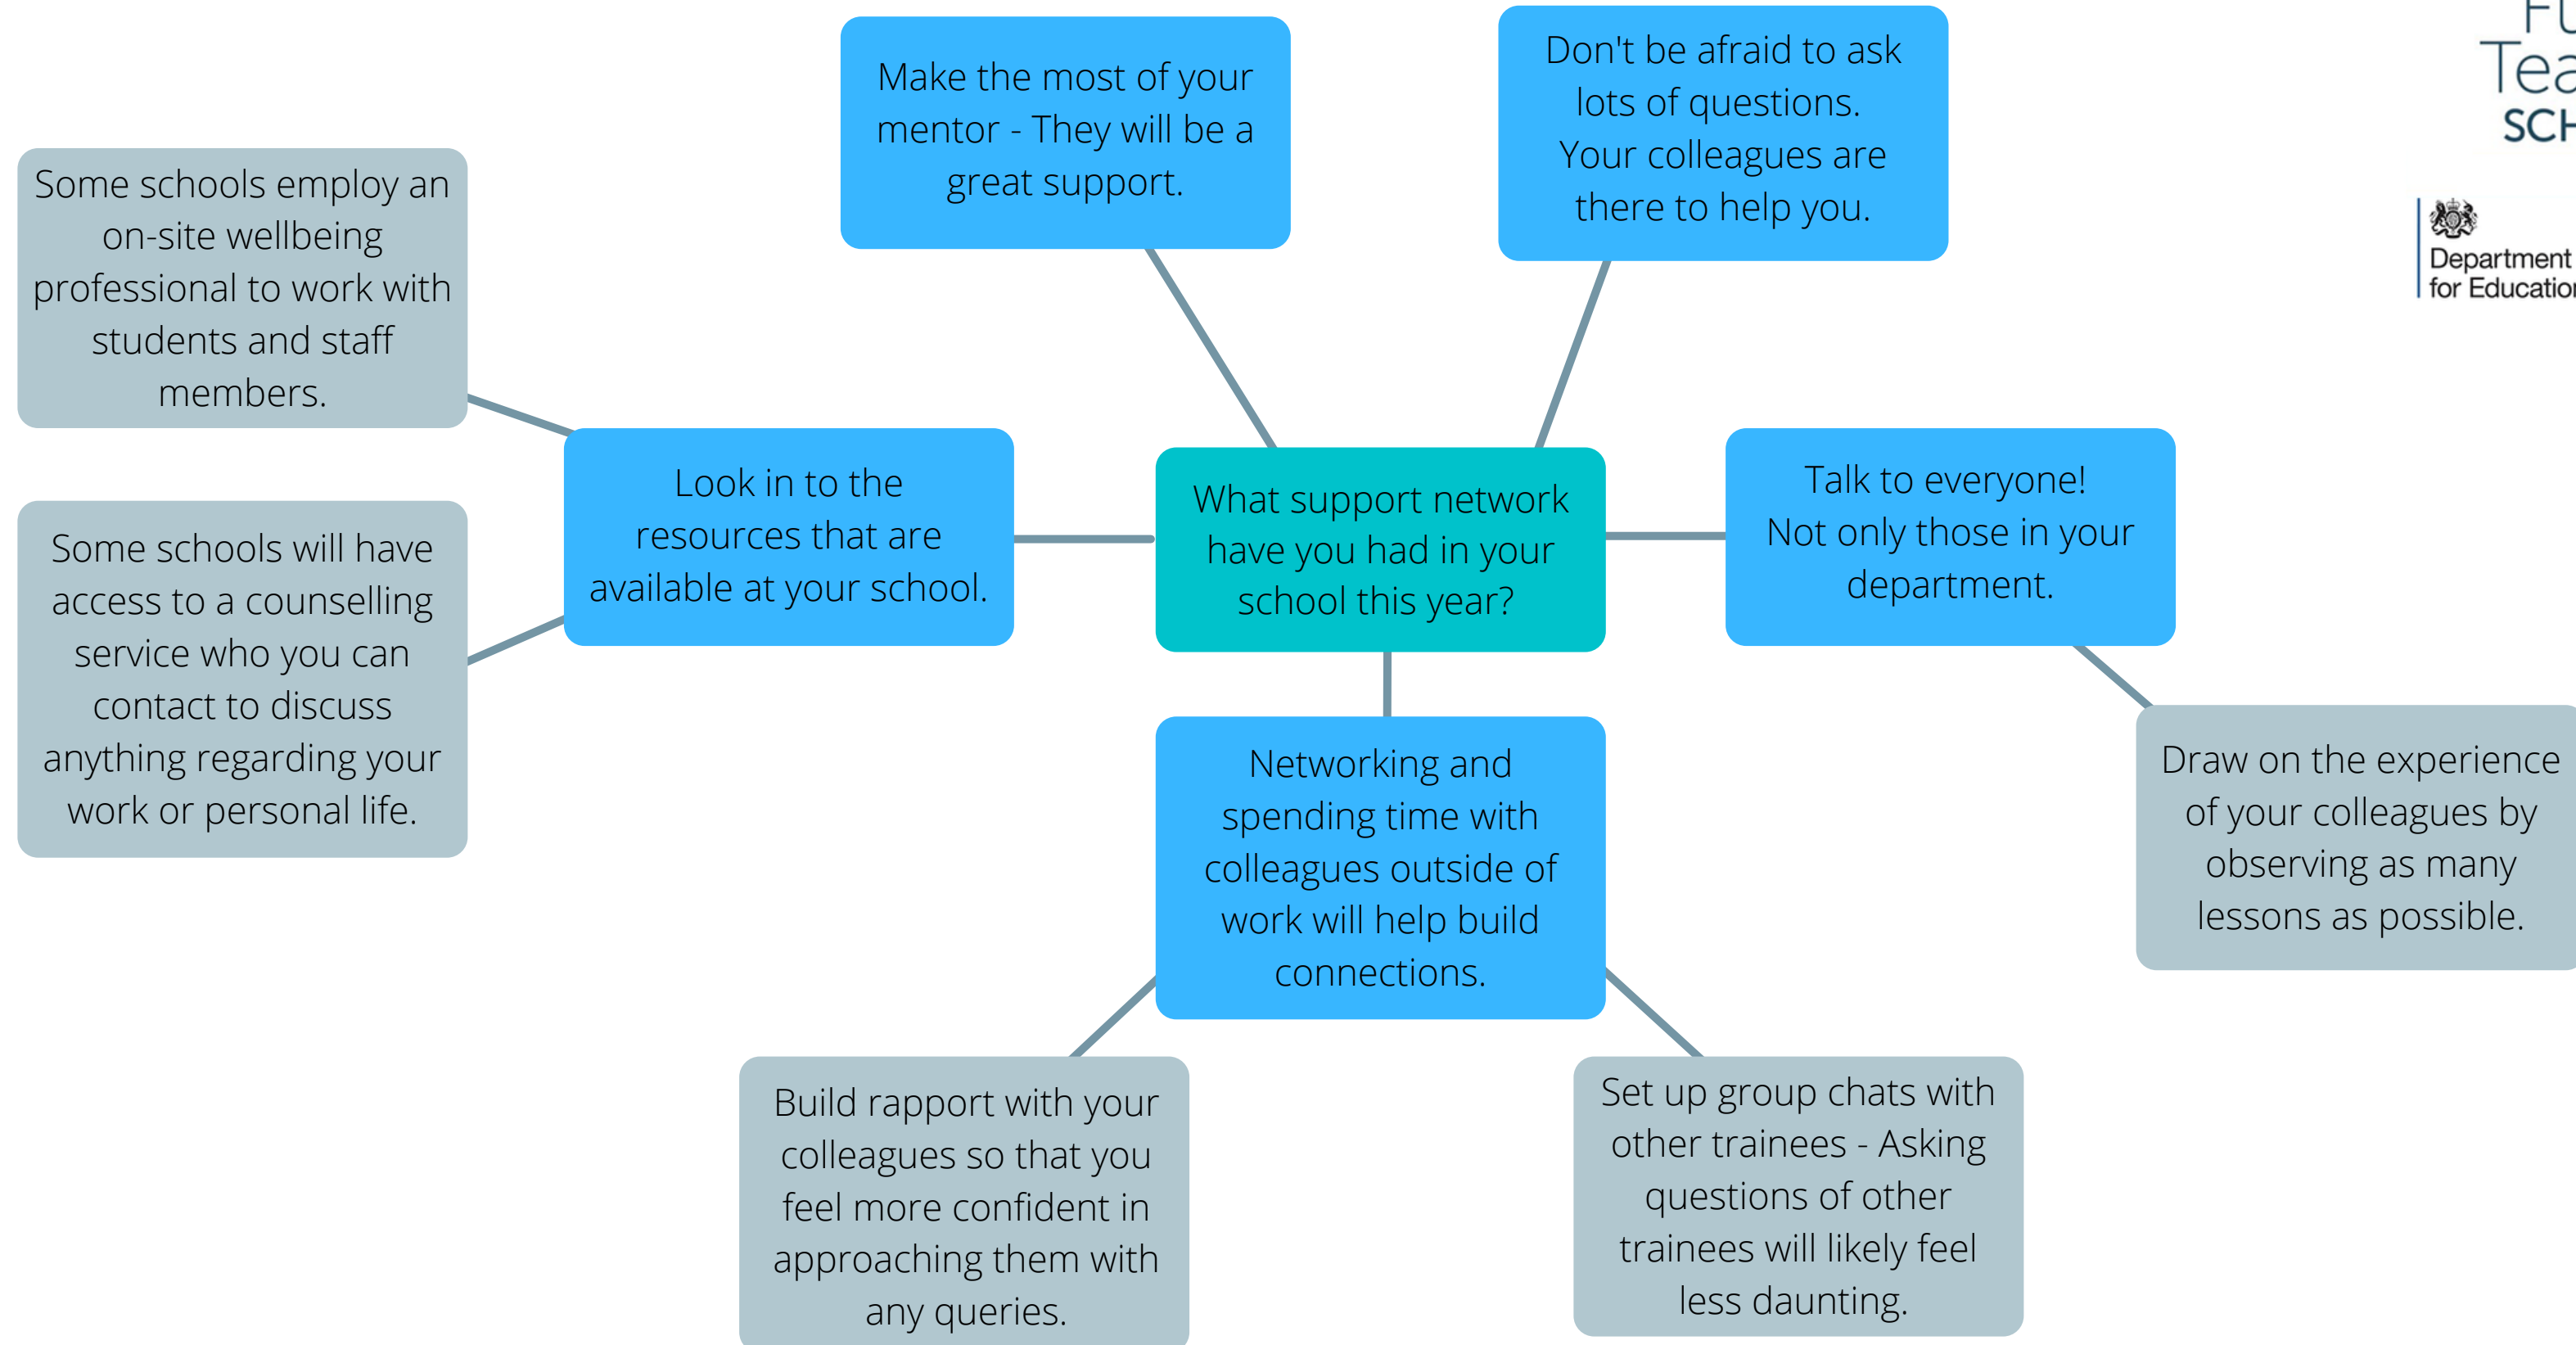 Make the most of your
mentor - They will be a
great support.
Don't be afraid to ask
lots of questions.
Your colleagues are
there to help you.
SCH
Department
for Education
Some schools employ an
on-site wellbeing
professional to work with
students and staff
members.
Look in to the
resources that are
available at your school.
What support network
have you had in your
school this year?
Talk to everyone!
Not only those in your
department.
Some schools will have
access to a counselling
service who you can
contact to discuss
anything regarding your
work or personal life.
Networking and
spending time with
colleagues outside of
work will help build
connections.
Draw on the experience
of your colleagues by
observing as many
lessons as possible.
Build rapport with your
colleagues so that you
feel more confident in
approaching them with
any queries.
Set up group chats with
other trainees - Asking
questions of other
trainees will likely feel
less daunting.